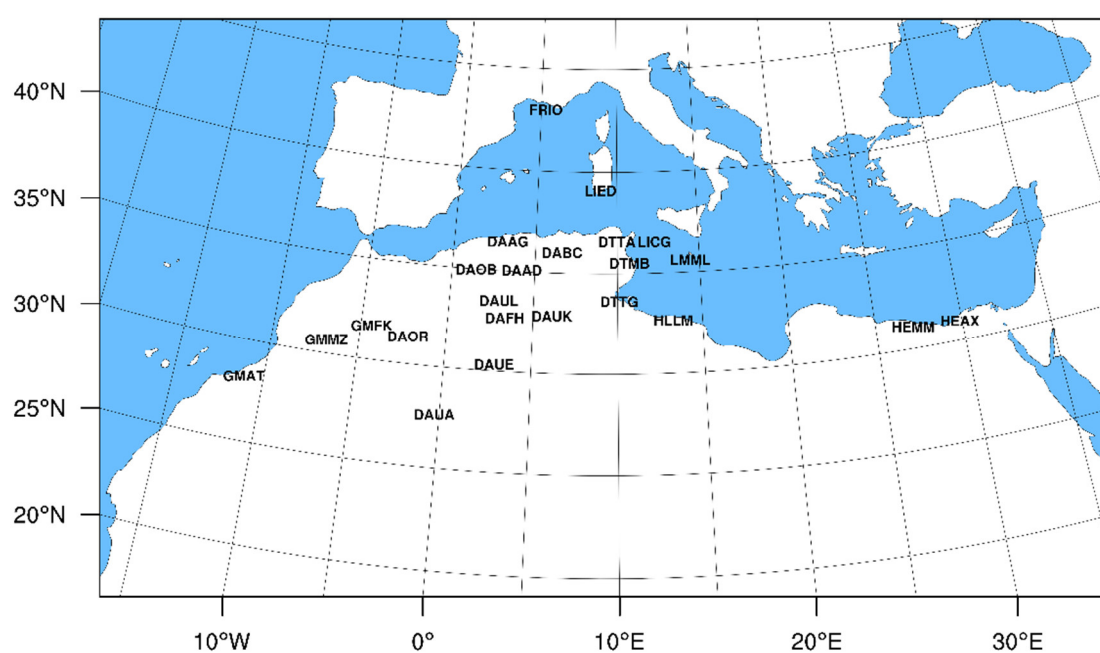 40°N
35°N
30°N
25°N
20°N
FRIO
LIED
DAAG
DABC
DTTA
LICG
DAOB
DAAD
DTMB
LMML
DAUL
DTTG
DAFH
DAUK
HLLM
HEMM
HEAX
GMFK
GMMZ
DAOR
DAUE
GMAT
DAUA
10°W
0°
10°E
20°E
30°E